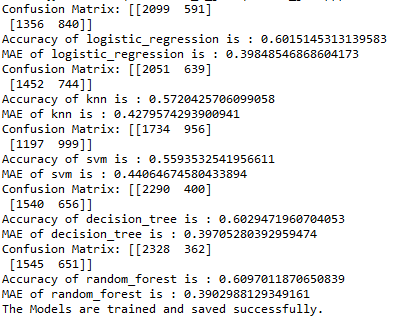 Confusion Matrix: [[2099  591]
 [1356  840]]
Accuracy of logistic_regression is : 0.6015145313139583
MAE of logistic_regression is : 0.39848546868604173
Confusion Matrix: [[2051  639]
 [1452  744]]
Accuracy of knn is : 0.5720425706099058
MAE of knn is : 0.4279574293900941
Confusion Matrix: [[1734  956]
 [1197  999]]
Accuracy of svm is : 0.5593532541956611
MAE of svm is : 0.44064674580433894
Confusion Matrix: [[2290  400]
 [1540  656]]
Accuracy of decision_tree is : 0.6029471960704053
MAE of decision_tree is : 0.39705280392959474
Confusion Matrix: [[2328  362]
 [1545  651]]
Accuracy of random_forest is : 0.6097011870650839
MAE of random_forest is : 0.3902988129349161
The Models are trained and saved successfully.